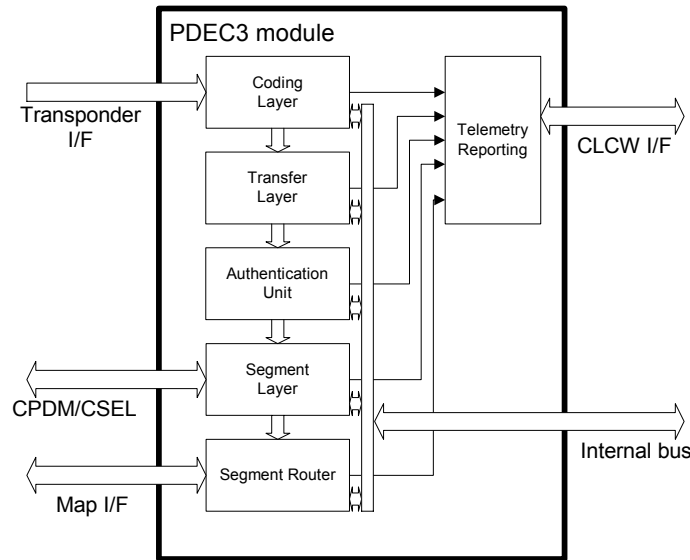 PDEC3 module
Coding
Layer
Transponder
I/F
Telemetry
Reporting
CLCW I/F
Transfer
Layer
Authentication
Unit
Segment
Layer
CPDM/CSEL
Internal bus
Segment Router
Map I/F